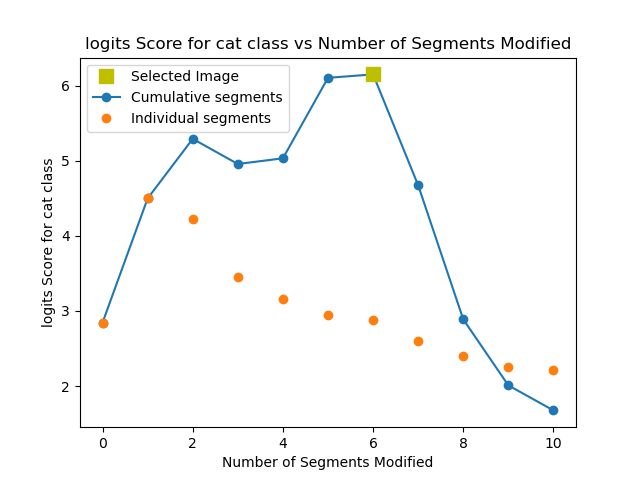 logits Score for cat class vs Number of Segments Modified
Selected Image
Cumulative segments
Individual segments
logits Score for cat class
6
5
4
3
2
0
2
4
6
8
10
Number of Segments Modified